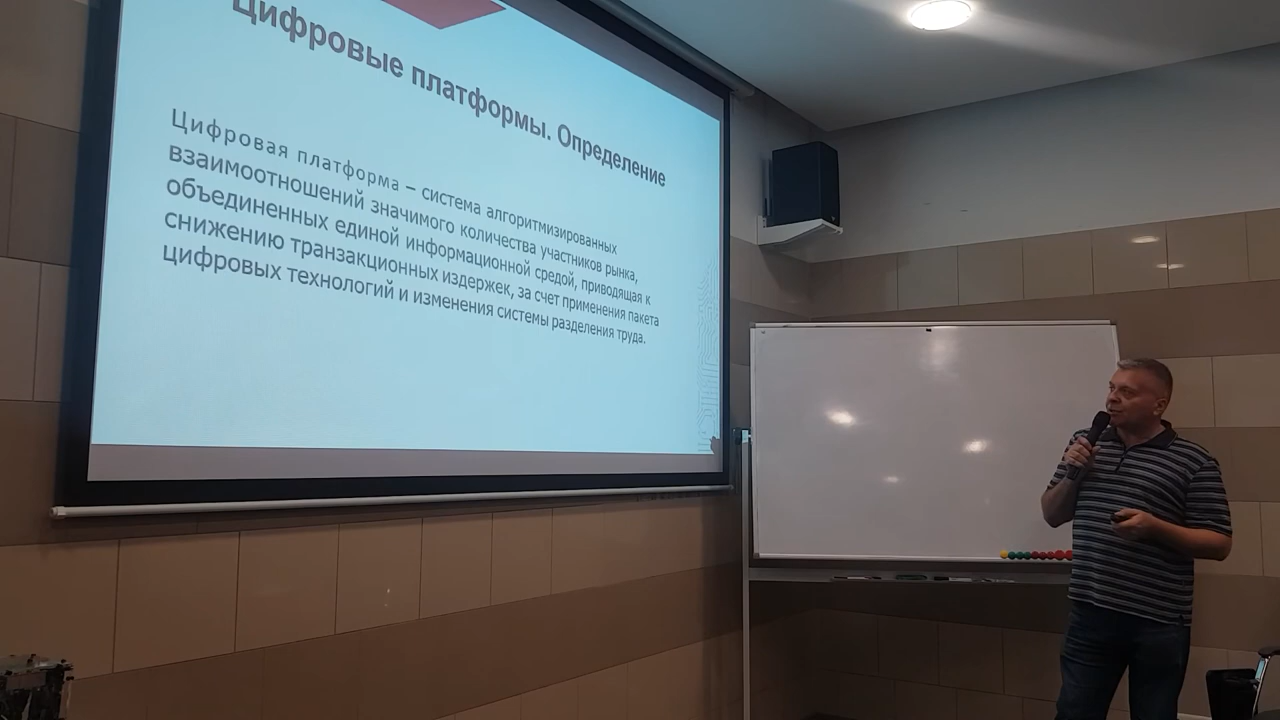 Цифровые платформы. Определение
Цифровая платформа – система алгоритмизированных
взаимоотношений значимого количества участников рынка,
объединенных единой информационной средой, приводящая к
снижению транзакционных издержек, за счет применения пакета
цифровых технологий и изменения системы разделения труда.